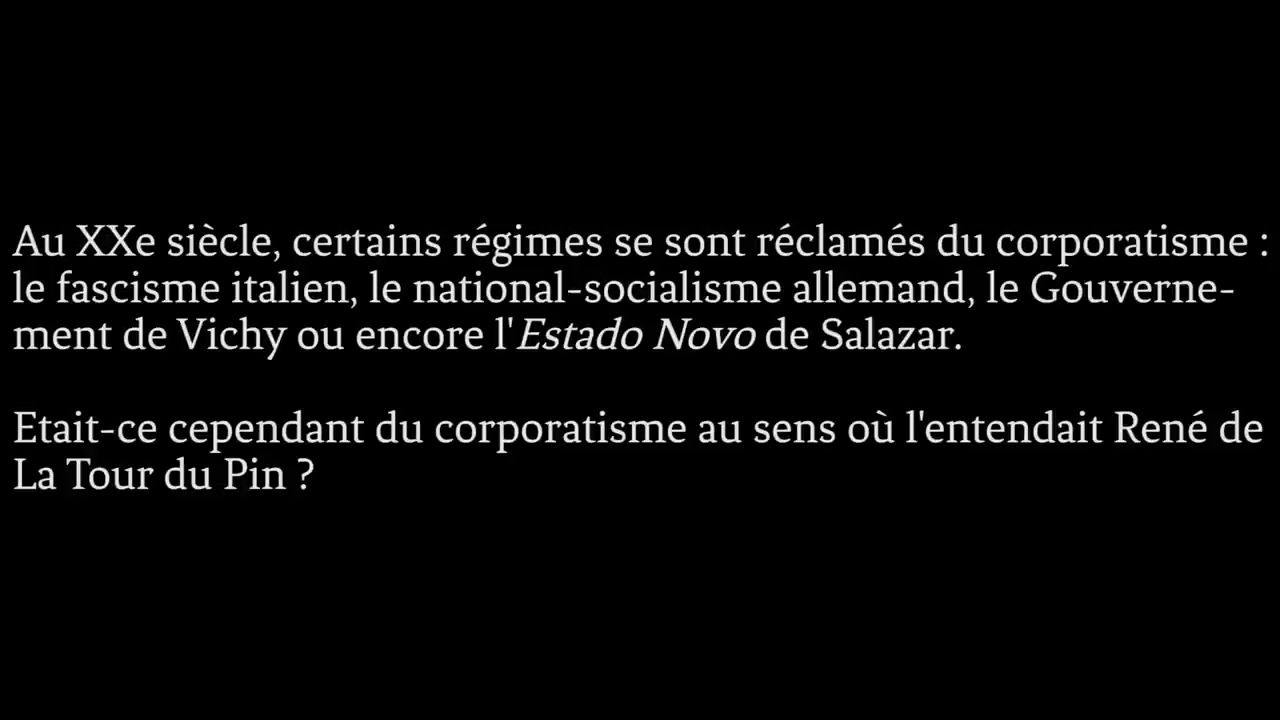 Au XXe siècle, certains régimes se sont réclamés du corporatisme :
le fascisme italien, le national-socialisme allemand, le Gouverne-
ment de Vichy ou encore l'Estado Novo de Salazar.
Etait-ce cependant du corporatisme au sens où l'entendait René de
La Tour du Pin ?